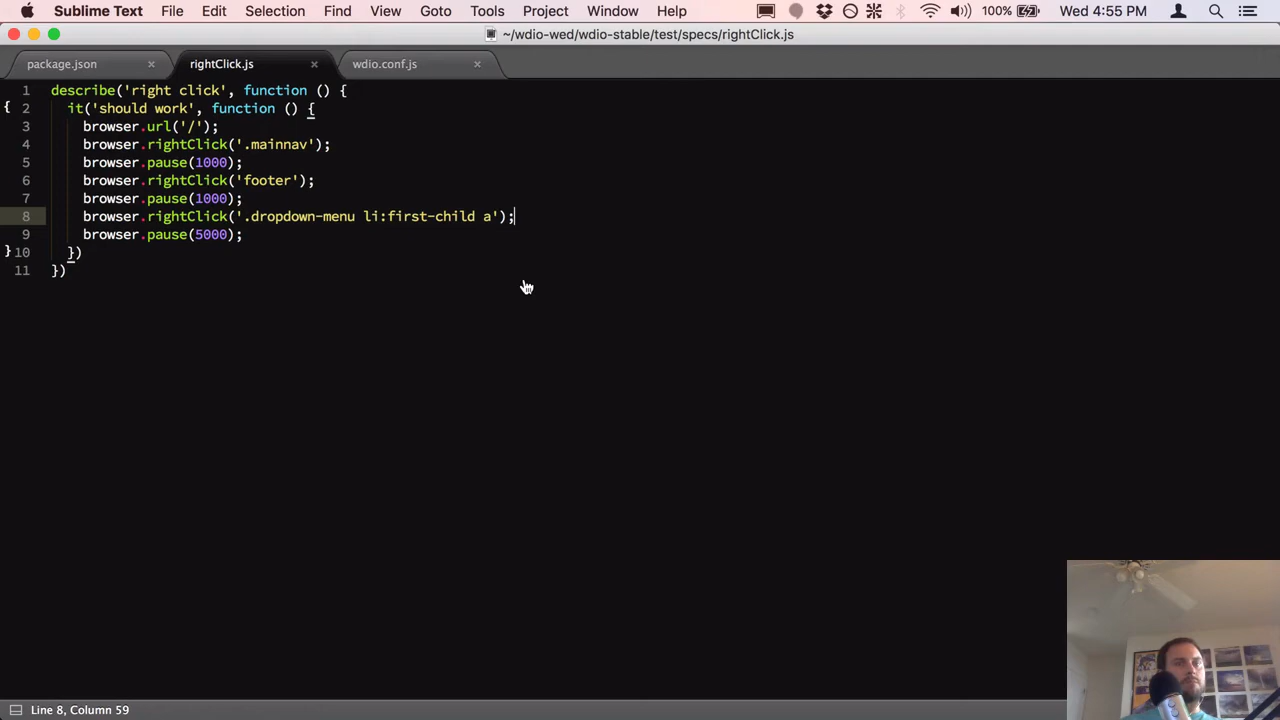 Sublime Text File Edit Selection Find View Goto Tools Project Window Help 100% Wed 4:55 PM
~/wdio-wed/wdio-stable/test/specs/rightClick.js
package.json × rightClick.js × wdio.conf.js ×
1 describe('right click', function () {
{ 2 it('should work', function () {
3 browser.url('/');
4 browser.rightClick('.mainnav');
5 browser.pause(1000);
6 browser.rightClick('footer');
7 browser.pause(1000);
8 browser.rightClick('.dropdown-menu li:first-child a');
9 browser.pause(5000);
} 10 })
11 })
Line 8, Column 59